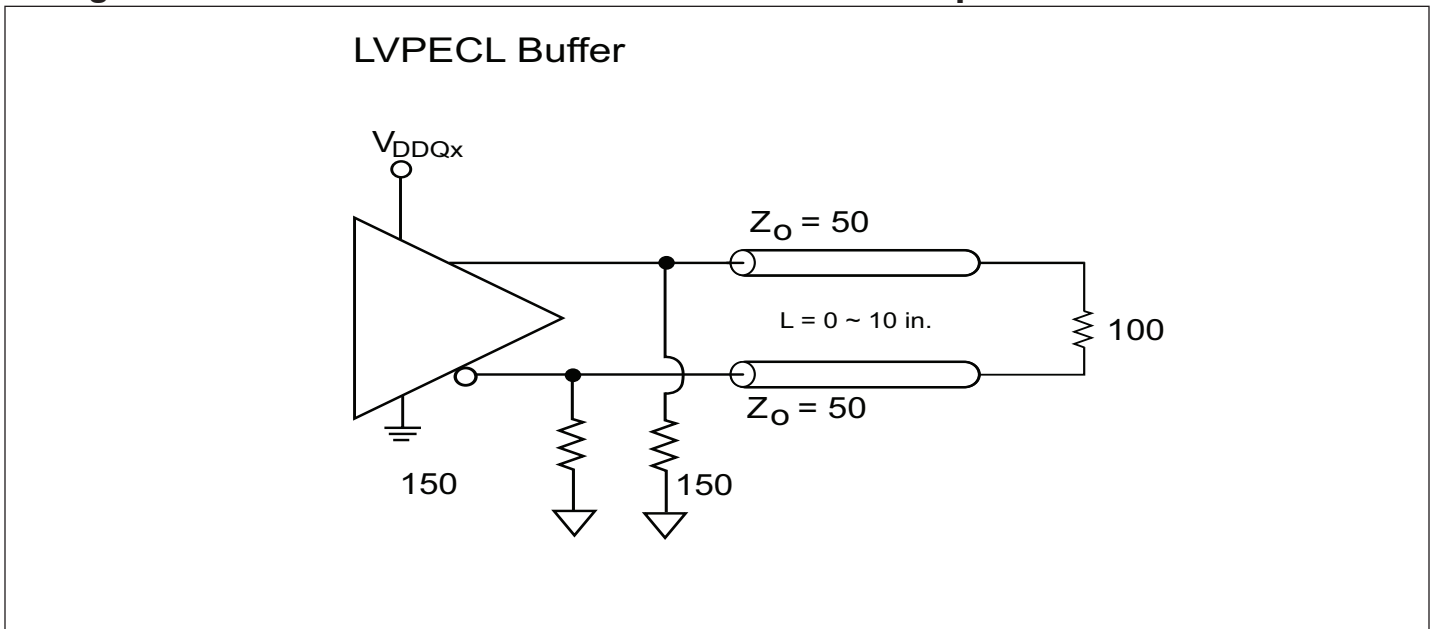 LVPECL Buffer
VDDQx
ZO = 50
L = 0 ~ 10 in.
100
ZO = 50
150
150